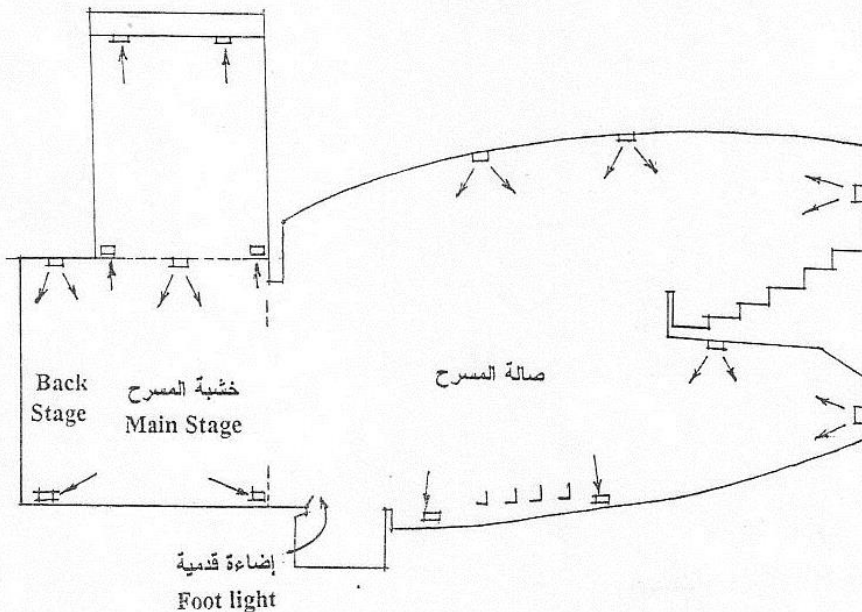 Back
Stage
خشبة المسرح
Main Stage
صالة المسرح
إضاءة قدمية
Foot light